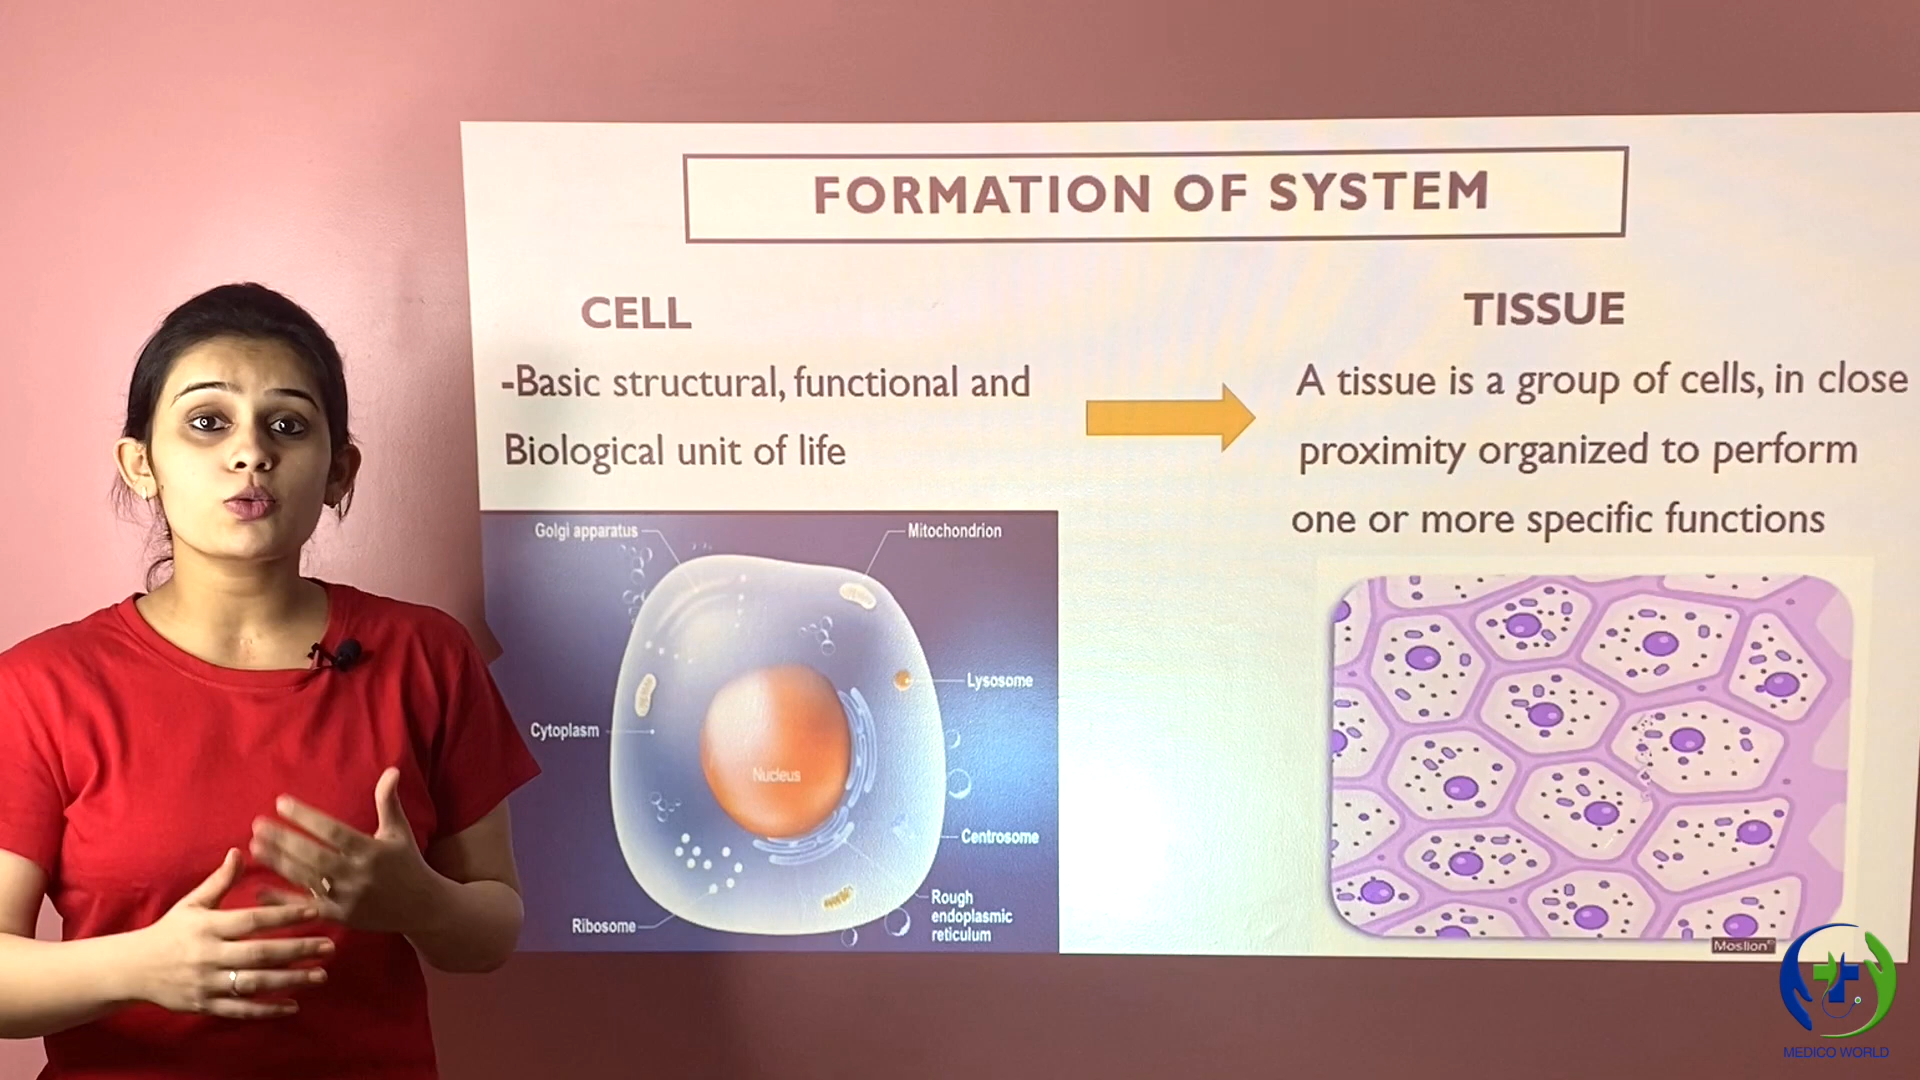 FORMATION OF SYSTEM
CELL
-Basic structural, functional and
Biological unit of life
TISSUE
A tissue is a group of cells, in close
proximity organized to perform
one or more specific functions
Golgi apparatus
Mitochondrion
Lysosome
Cytoplasm
Nucleus
Centrosome
Rough
endoplasmic
reticulum
Ribosome
Moslion©
MEDICO WORLD